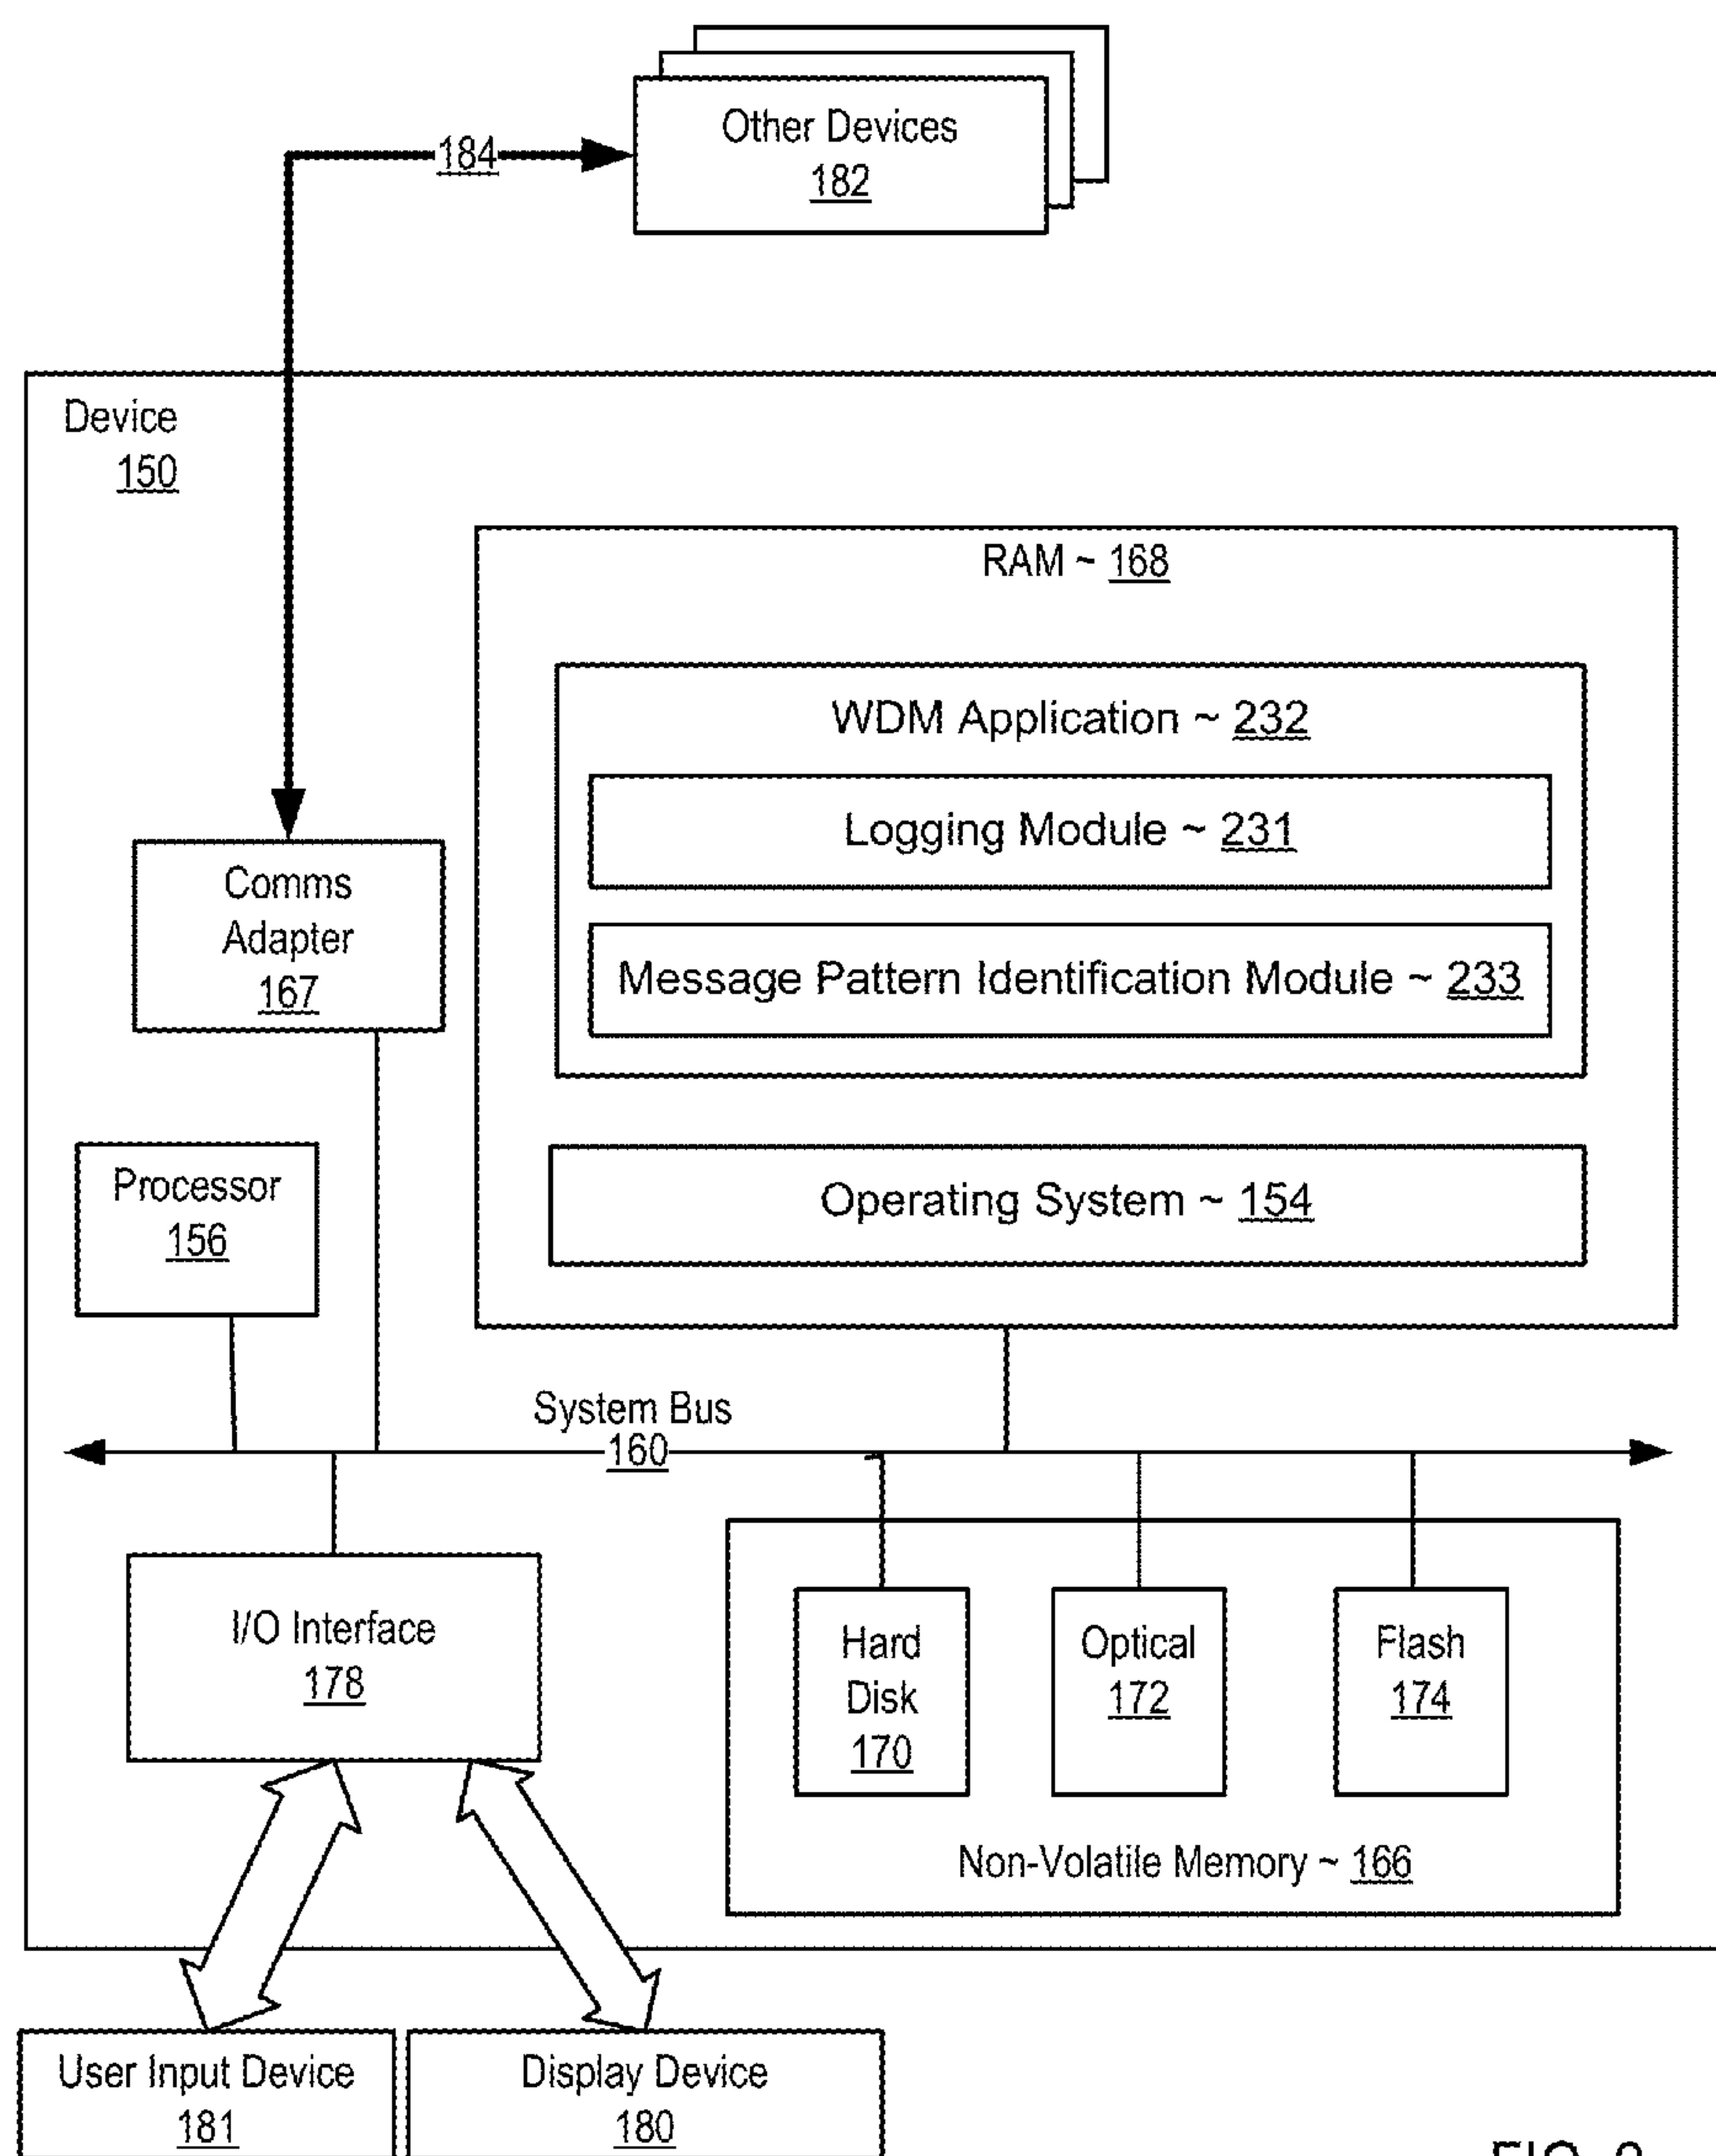 Other Devices
182
184
Device
150
RAM ~ 168
WDM Application ~ 232
Logging Module ~ 231
Message Pattern Identification Module ~ 233
Comms
Adapter
167
Processor
156
Operating System ~ 154
System Bus
160
I/O Interface
178
Hard
Disk
170
Optical
172
Flash
174
Non-Volatile Memory ~ 166
User Input Device
181
Display Device
180
FIG.